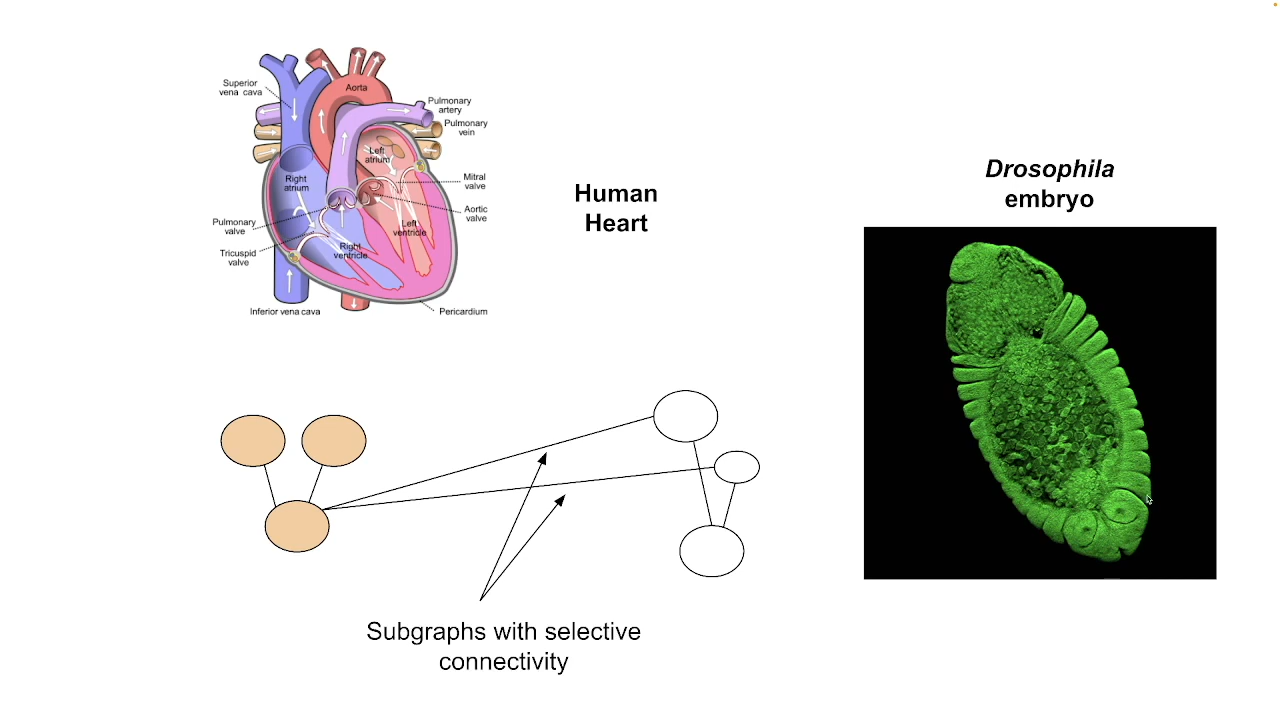 Superior
vena cava
Aorta
Pulmonary
artery
Pulmonary
vein
Left
atrium
Right
atrium
Mitral
valve
Aortic
valve
Pulmonary
valve
Left
ventricle
Tricuspid
valve
Right
ventricle
Inferior vena cava
Pericardium
Human
Heart
Drosophila
embryo
Subgraphs with selective
connectivity